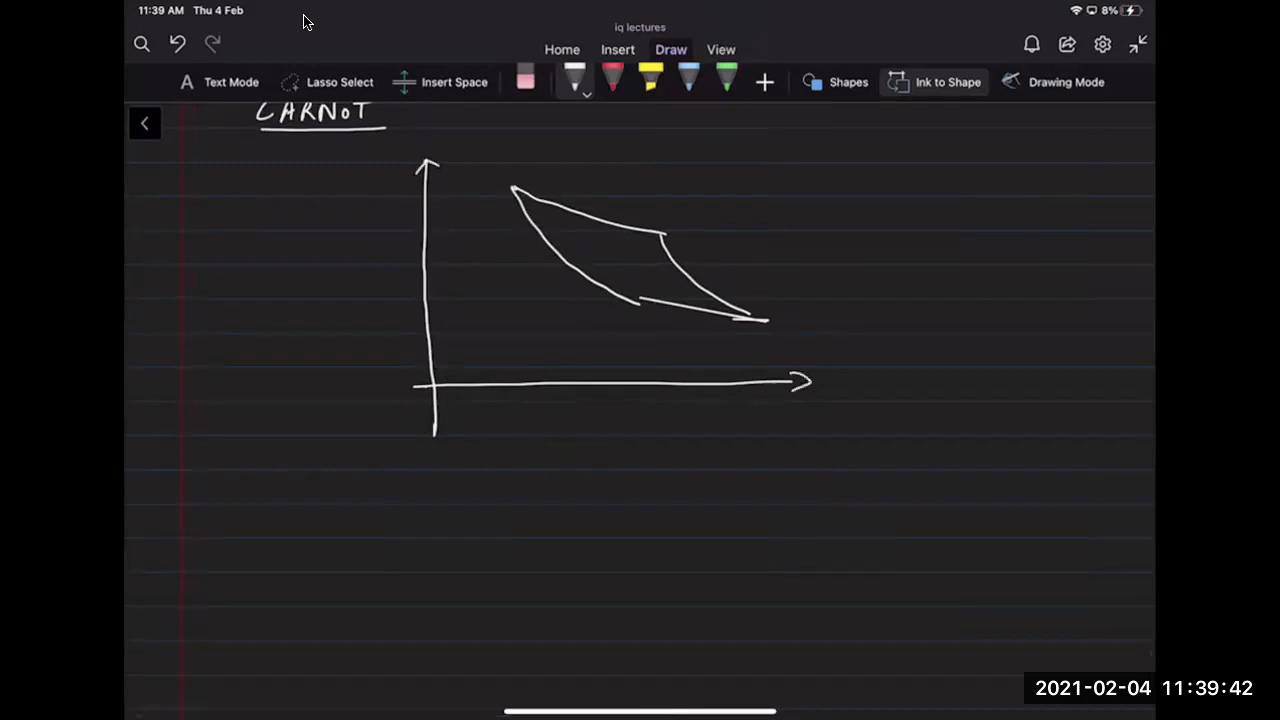 11:39 AM Thu 4 Feb
8%
iq lectures
Home Insert Draw View
A Text Mode Lasso Select Insert Space Shapes Ink to Shape Drawing Mode
CARNOT
2021-02-04 11:39:42